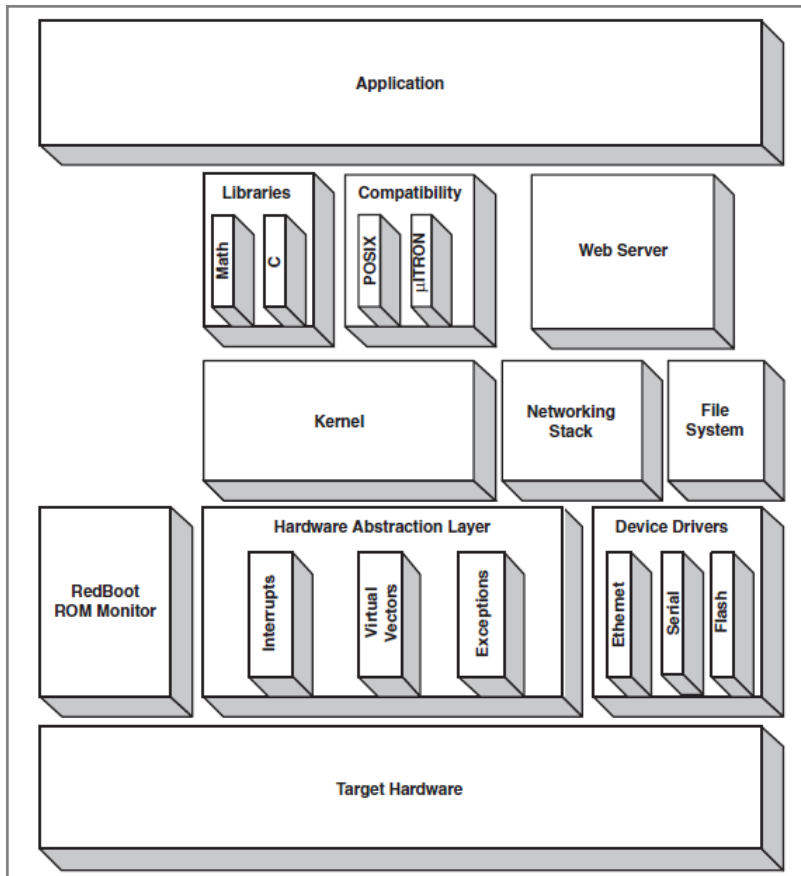 Application
Libraries
Math
C
Compatibility
POSIX
μITRON
Web Server
Kernel
Networking
Stack
File
System
RedBoot
ROM Monitor
Hardware Abstraction Layer
Interrupts
Virtual
Vectors
Exceptions
Device Drivers
Ethernet
Serial
Flash
Target Hardware